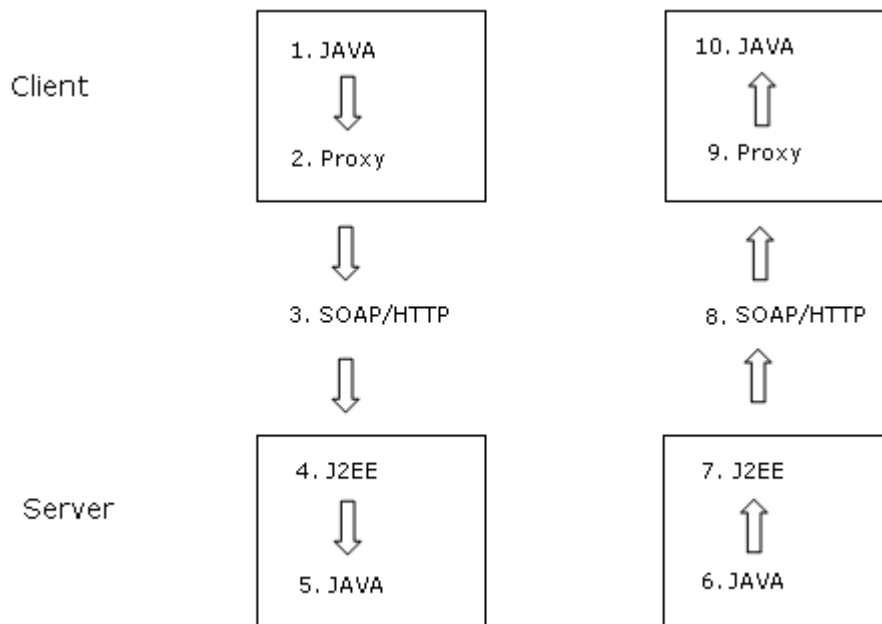 Client
1. JAVA
2. Proxy
3. SOAP/HTTP
Server
4. J2EE
5. JAVA
10. JAVA
9. Proxy
8. SOAP/HTTP
7. J2EE
6. JAVA